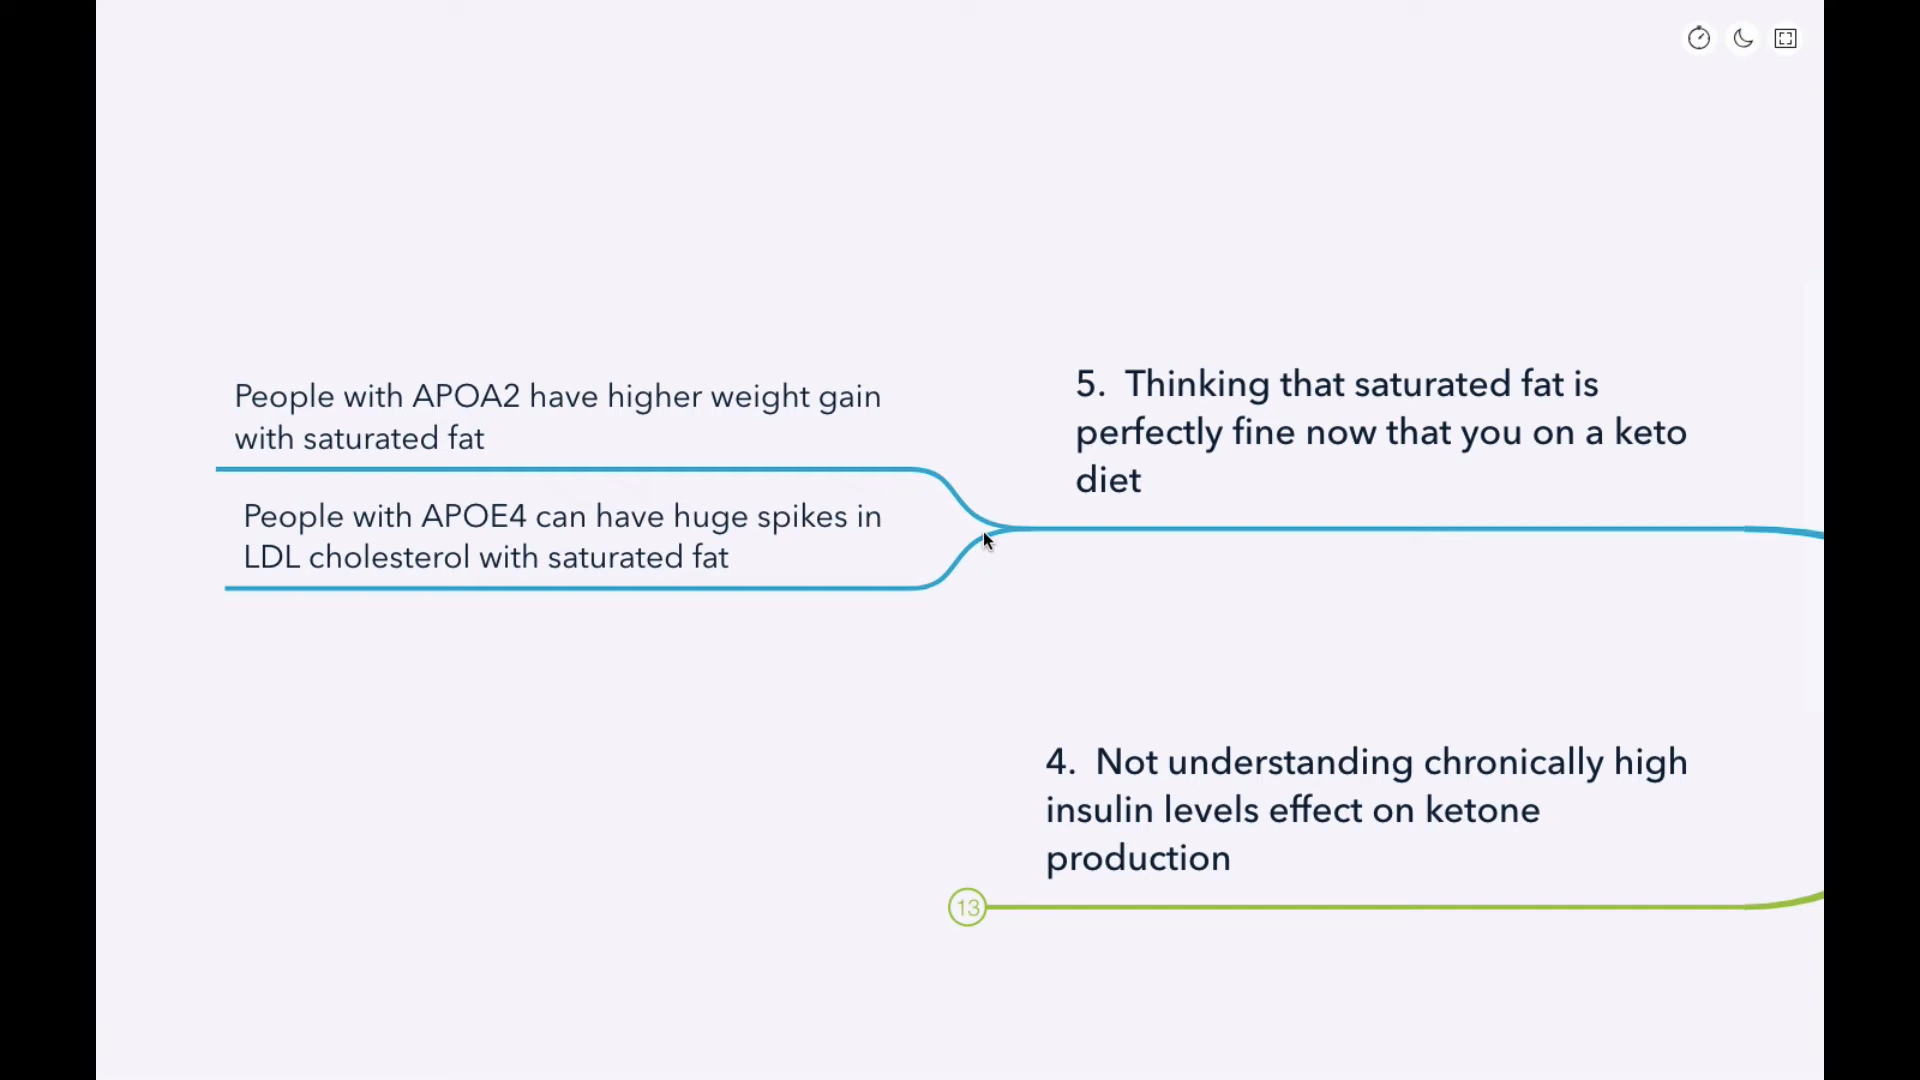 People with APOA2 have higher weight gain
with saturated fat
People with APOE4 can have huge spikes in
LDL cholesterol with saturated fat
5. Thinking that saturated fat is
perfectly fine now that you on a keto
diet
4. Not understanding chronically high
insulin levels effect on ketone
production
13